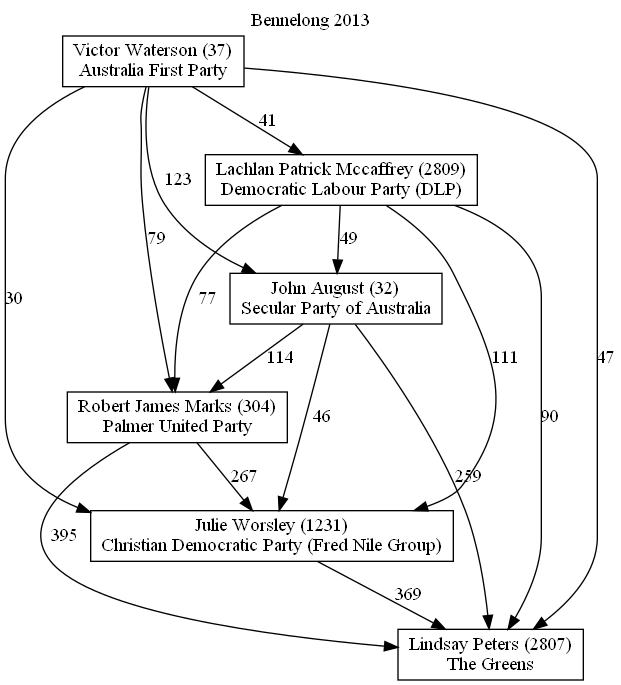 Bennelong 2013
Victor Waterson (37)
Australia First Party
41
Lachlan Patrick Mccaffrey (2809)
Democratic Labour Party (DLP)
123
79
49
30
77
John August (32)
Secular Party of Australia
114
111
47
Robert James Marks (304)
Palmer United Party
46
90
267
259
395
Julie Worsley (1231)
Christian Democratic Party (Fred Nile Group)
369
Lindsay Peters (2807)
The Greens